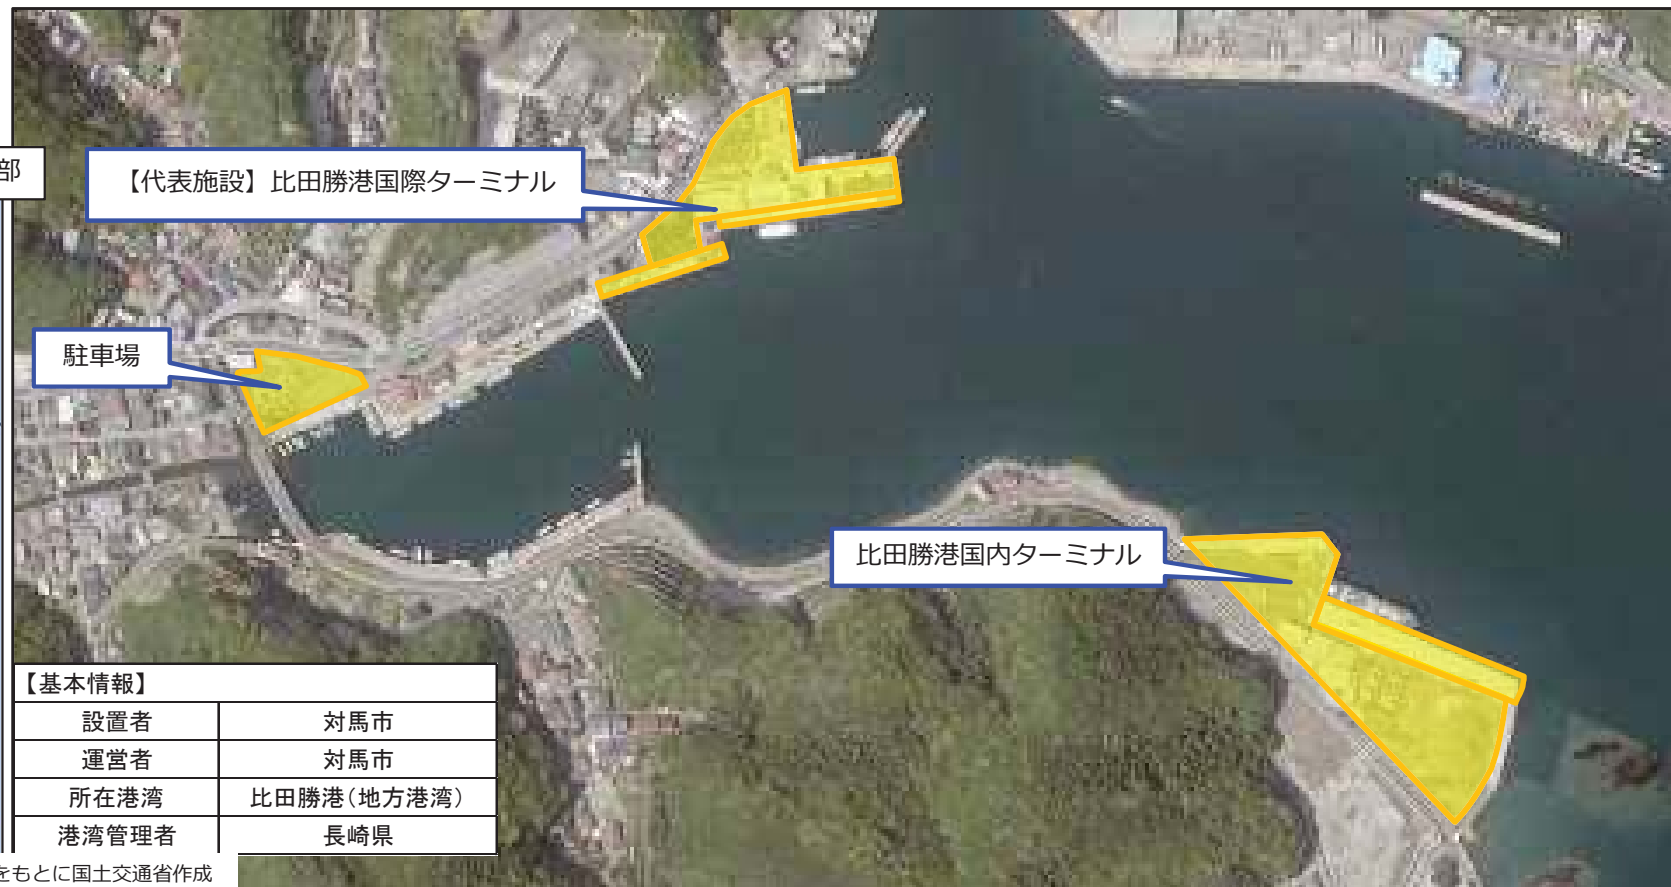 部
【代表施設】比田勝港国際ターミナル
駐車場
比田勝港国内ターミナル
【基本情報】
設置者 対馬市
運営者 対馬市
所在港湾 比田勝港(地方港湾)
港湾管理者 長崎県
をもとに国土交通省作成